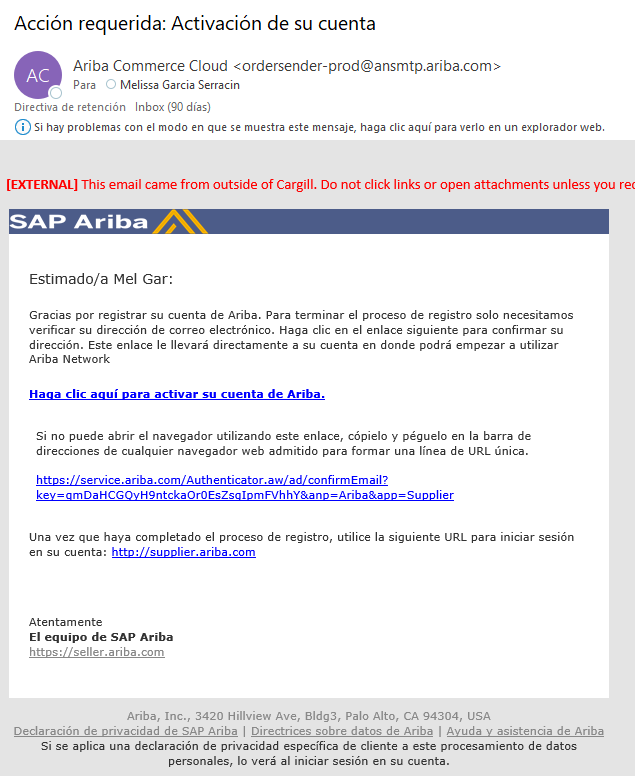 Acción requerida: Activación de su cuenta
AC
Ariba Commerce Cloud <ordersender-prod@ansmtp.ariba.com>
Para Melissa Garcia Serracin
Directiva de retención Inbox (90 días)
Si hay problemas con el modo en que se muestra este mensaje, haga clic aquí para verlo en un explorador web.
[EXTERNAL] This email came from outside of Cargill. Do not click links or open attachments unless you
SAP Ariba
Estimado/a Mel Gar:
Gracias por registrar su cuenta de Ariba. Para terminar el proceso de registro solo necesitamos
verificar su dirección de correo electrónico. Haga clic en el enlace siguiente para confirmar su
dirección. Este enlace le llevará directamente a su cuenta en donde podrá empezar a utilizar
Ariba Network
Haga clic aquí para activar su cuenta de Ariba.
Si no puede abrir el navegador utilizando este enlace, cópielo y péguelo en la barra de
direcciones de cualquier navegador web admitido para formar una línea de URL única.
https://service.ariba.com/Authenticator.aw/ad/confirmEmail?
key=qmDaHCGQyH9ntckaOr0EsZsqIpmFVhhY&anp=Ariba&app=Supplier
Una vez que haya completado el proceso de registro, utilice la siguiente URL para iniciar sesión
en su cuenta: http://supplier.ariba.com
Atentamente
El equipo de SAP Ariba
https://seller.ariba.com
Ariba, Inc., 3420 Hillview Ave, Bldg3, Palo Alto, CA 94304, USA
Declaración de privacidad de SAP Ariba | Directrices sobre datos de Ariba | Ayuda y asistencia de Ariba
Si se aplica una declaración de privacidad específica de cliente a este procesamiento de datos
personales, lo verá al iniciar sesión en su cuenta.